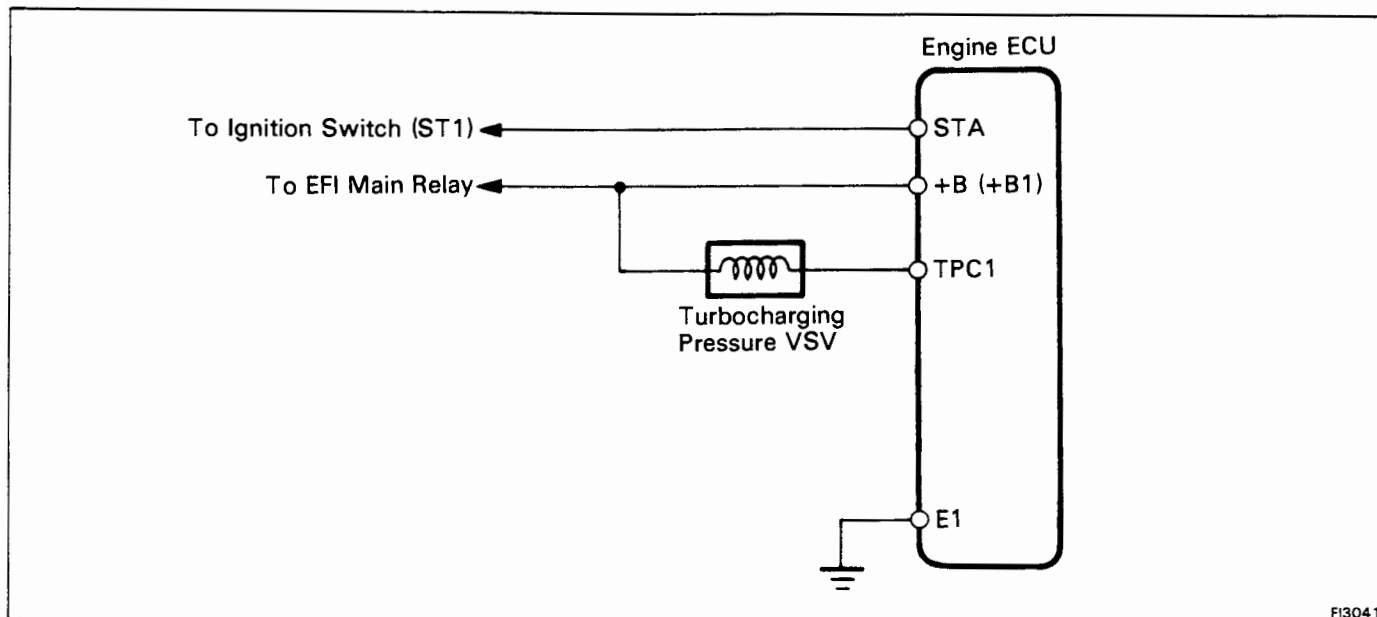 Engine ECU
To Ignition Switch (ST1)
STA
To EFI Main Relay
+B (+B1)
TPC1
Turbocharging
Pressure VSV
E1
FI3041